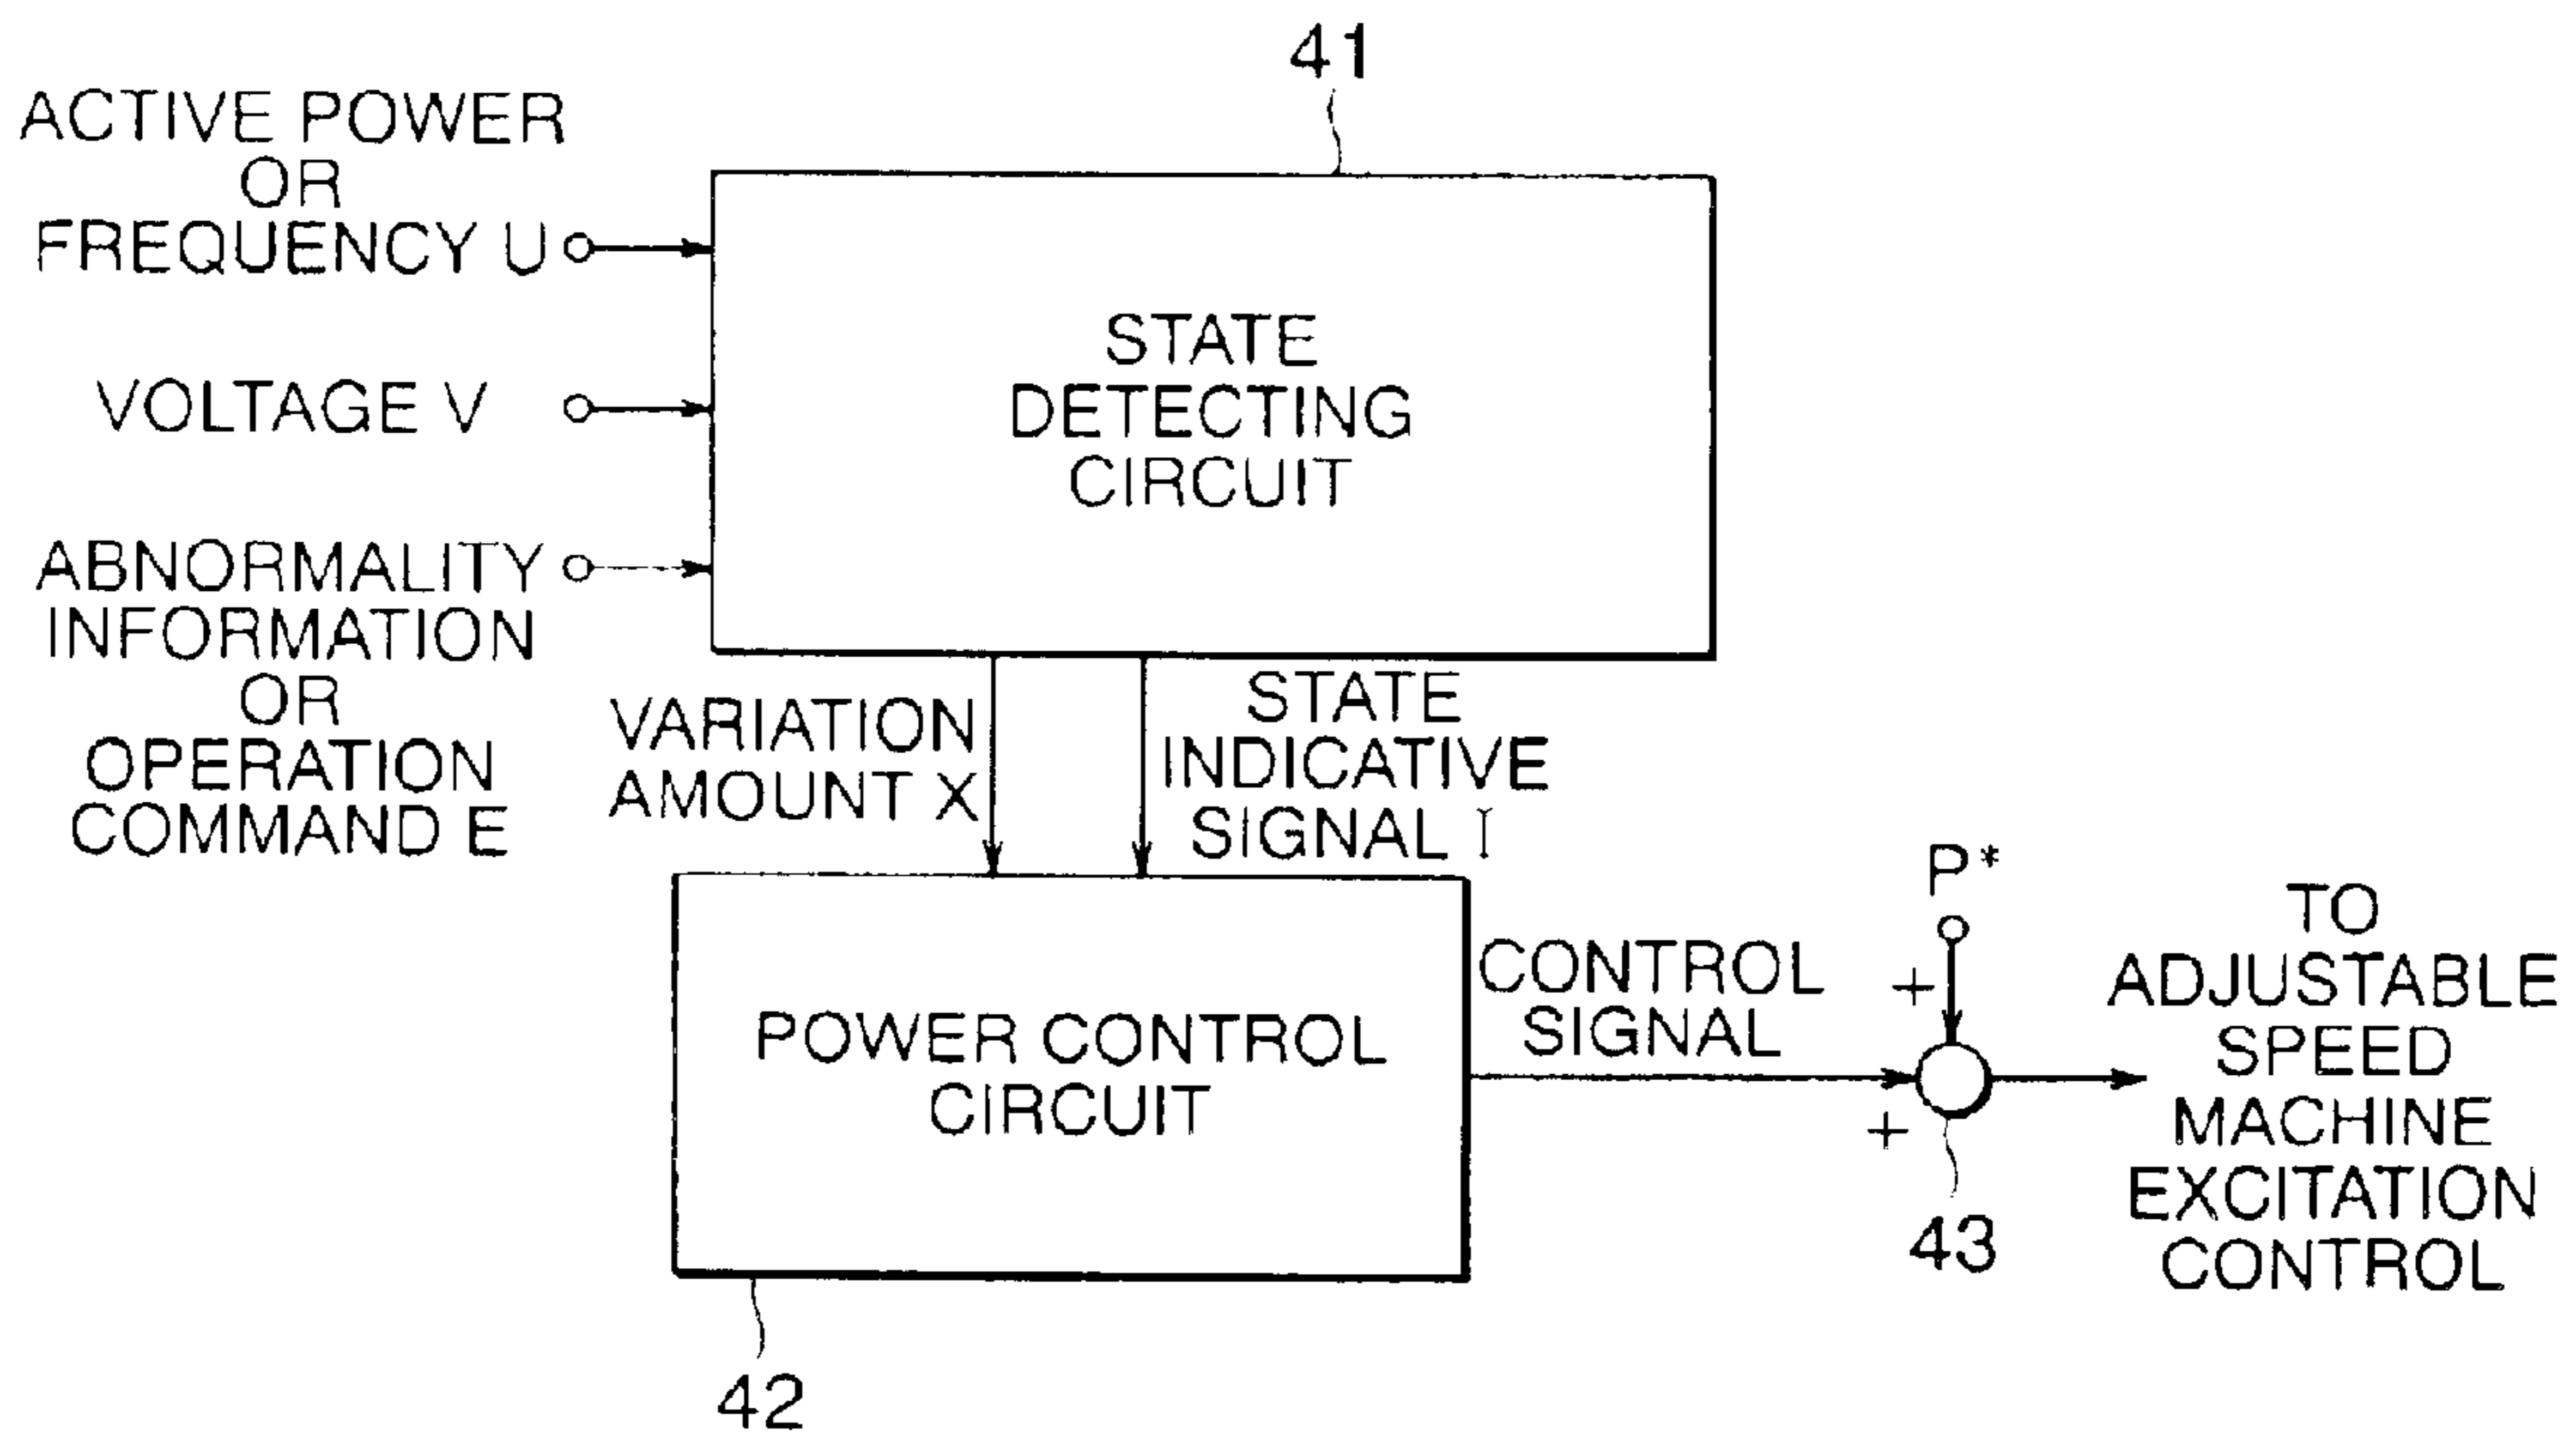 41
ACTIVE POWER
OR
FREQUENCY U
VOLTAGE V
ABNORMALITY
INFORMATION
OR
OPERATION
COMMAND E
STATE
DETECTING
CIRCUIT
VARIATION
AMOUNT X
STATE
INDICATIVE
SIGNAL I
POWER CONTROL
CIRCUIT
42
CONTROL
SIGNAL
P*
+
+
43
TO
ADJUSTABLE
SPEED
MACHINE
EXCITATION
CONTROL